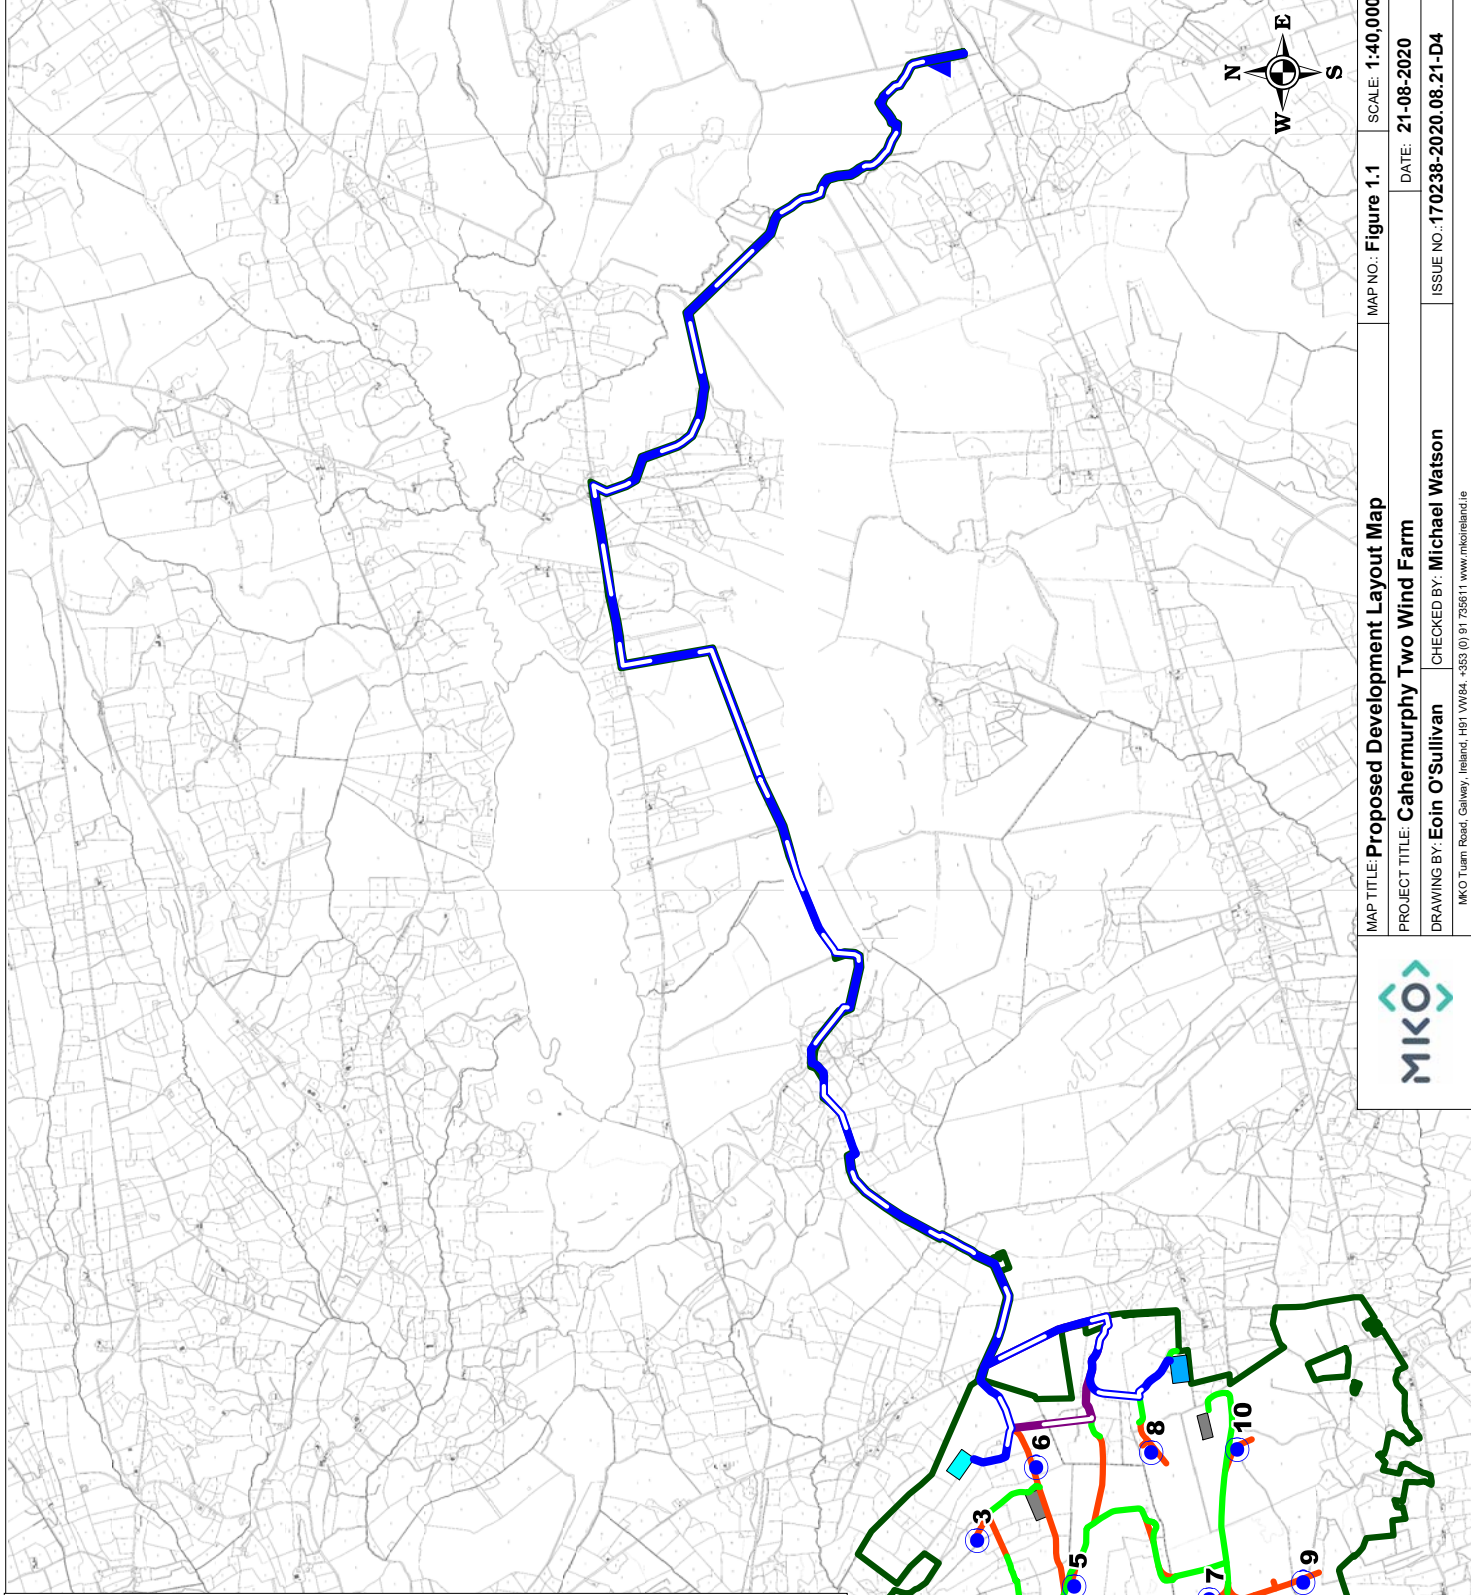 N
W E
S
MAP TITLE: Proposed Development Layout Map
MAP NO.: Figure 1.1
SCALE: 1:40,000
PROJECT TITLE: Cahermurphy Two Wind Farm
DATE: 21-08-2020
DRAWING BY: Eoin O'Sullivan
CHECKED BY: Michael Watson
ISSUE NO.: 170238-2020.08.21-D4
MKO Tuam Road, Galway, Ireland, H91 VW84. +353 (0) 91 735611 www.mkoireland.ie
MKO
3
6
8
10
5
7
9